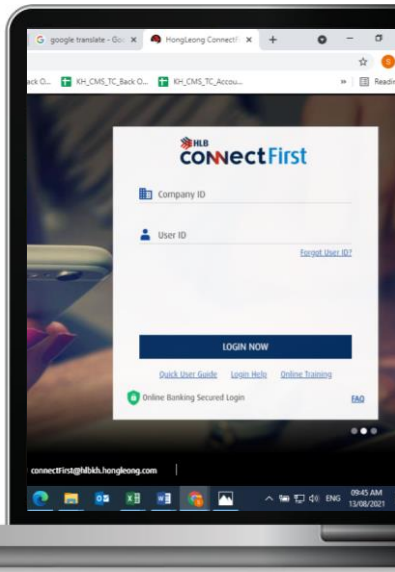 google translate - Go
HongLeong Connect
ack O...
KH_CMS_TC_Back O...
KH_CMS_TC_Accou...
Readin
HLB
connectFirst
Company ID
User ID
Forgot User ID?
LOGIN NOW
Quick User Guide
Login Help
Online Training
Online Banking Secured Login
FAQ
connectFirst@hlbkh.hongleong.com
ENG
09:45 AM
13/08/2021